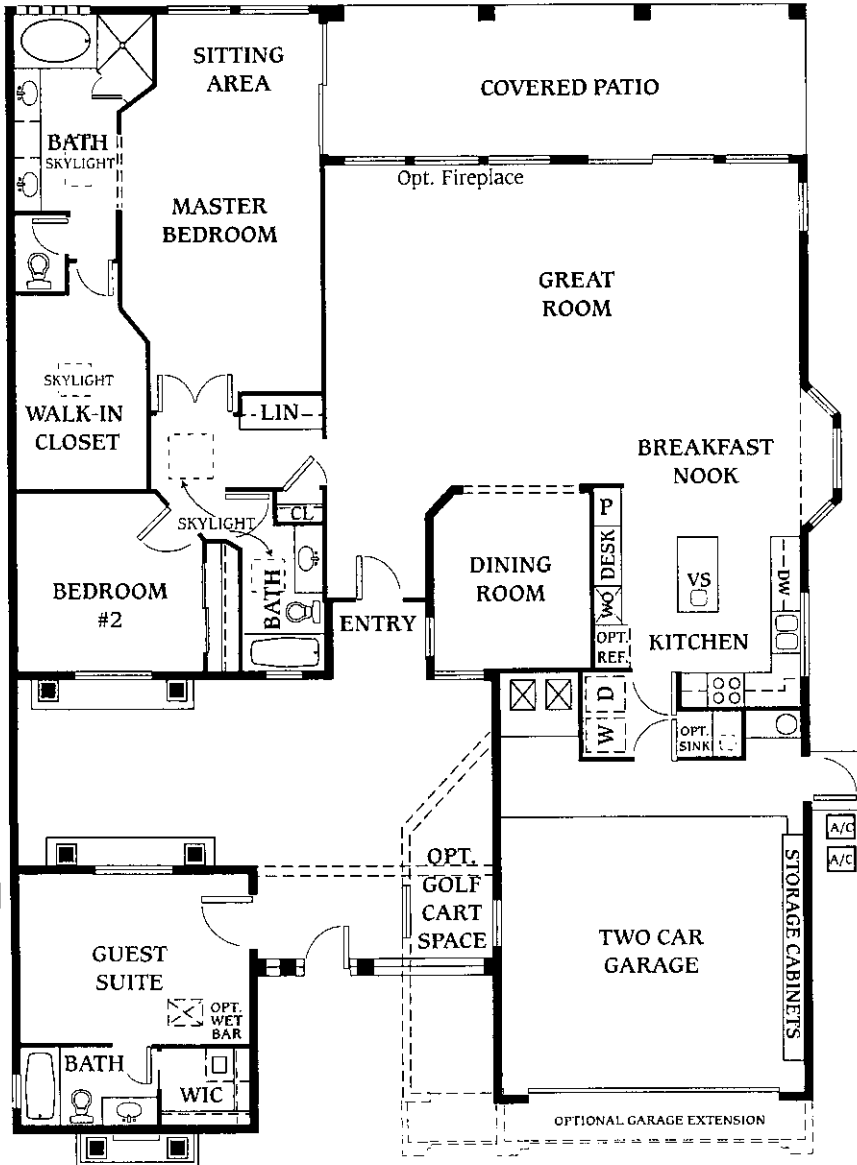 SITTING
AREA
COVERED PATIO
BATH
SKYLIGHT
Opt. Fireplace
MASTER
BEDROOM
GREAT
ROOM
SKYLIGHT
WALK-IN
CLOSET
LIN
BREAKFAST
NOOK
SKYLIGHT
CL
P
DESK
WO
OPT.
REF.
DINING
ROOM
VS
DW
BEDROOM
#2
BATH
ENTRY
KITCHEN
D
W
OPT.
SINK
A/C
A/C
OPT.
GOLF
CART
SPACE
STORAGE CABINETS
TWO CAR
GARAGE
GUEST
SUITE
OPT.
WET
BAR
BATH
WIC
OPTIONAL GARAGE EXTENSION